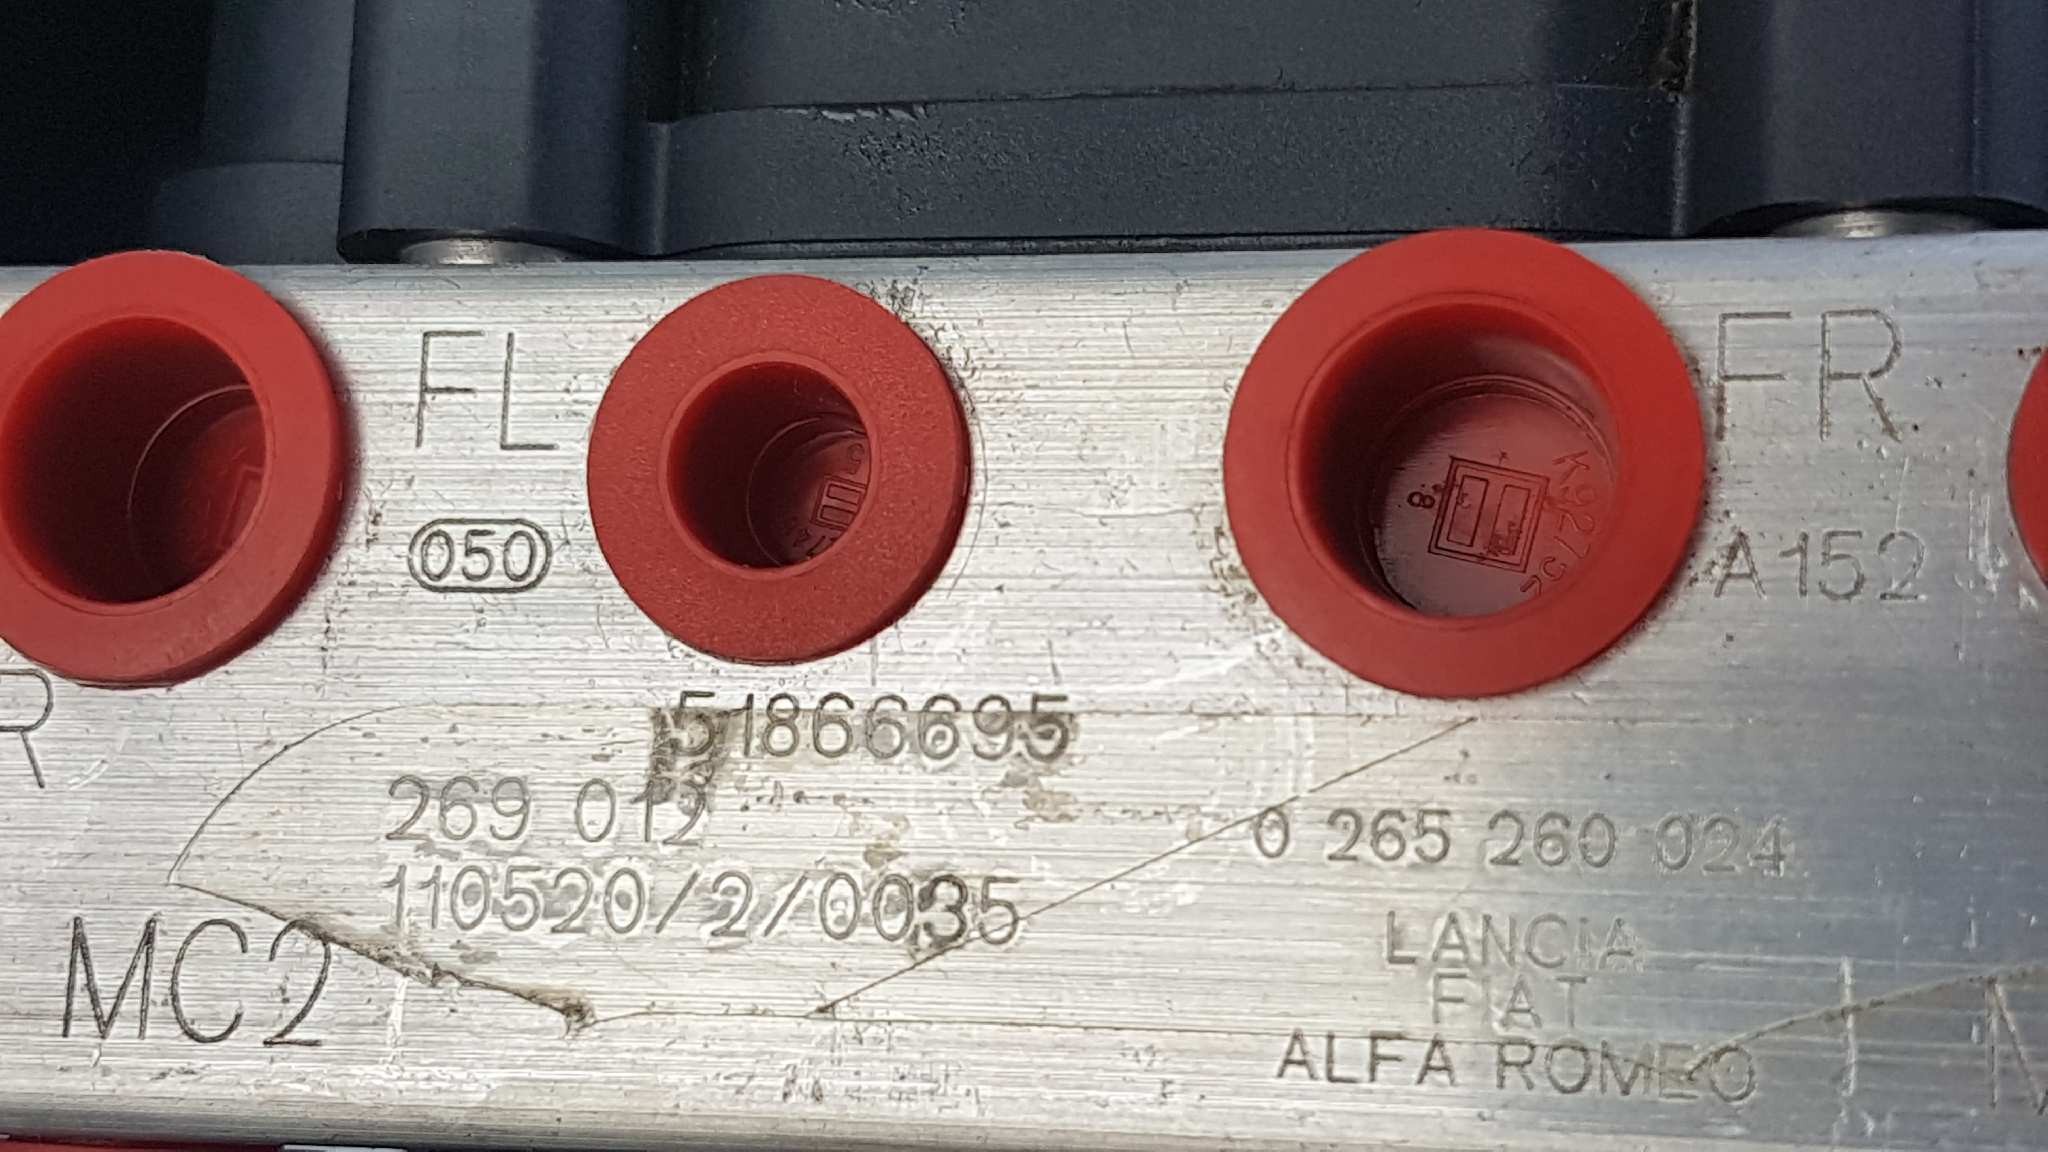 FL
FR
050
A152
R
51866695
269 012
110520/2/0035
0 265 260 024
MC2
LANCIA
FIAT
ALFA ROMEO
M